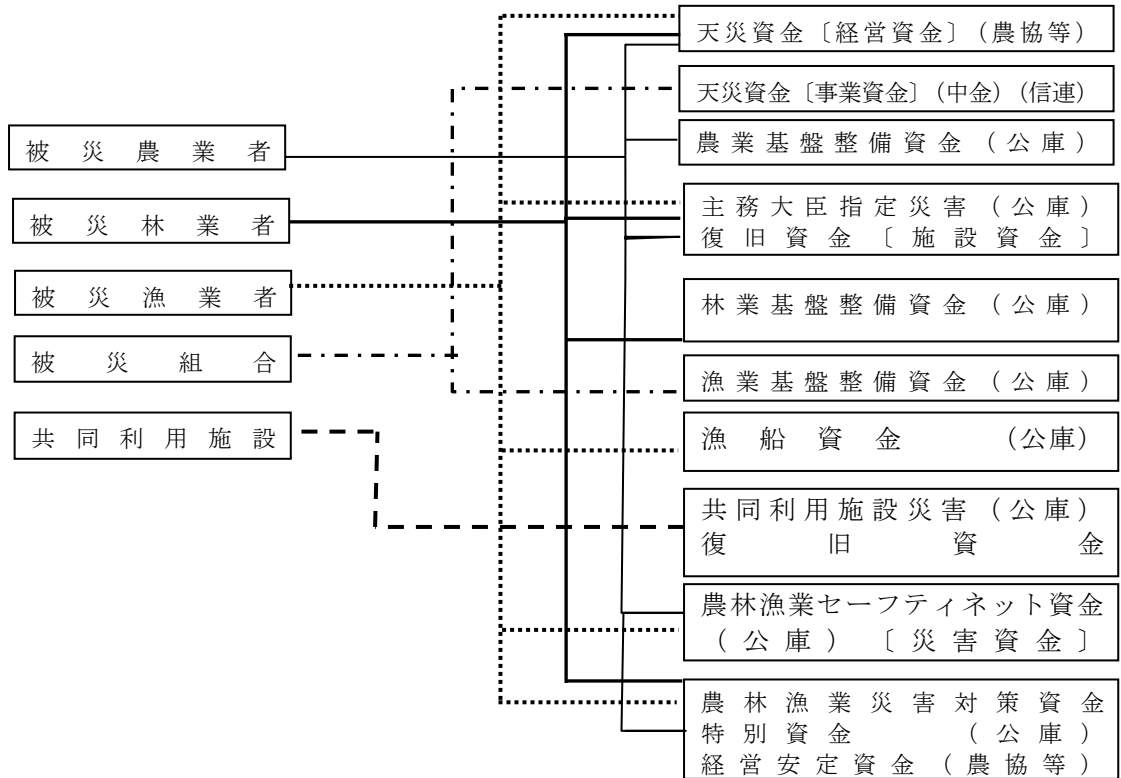 被災農業者
被災林業者
被災漁業者
被災組合
共同利用施設
天災資金〔経営資金〕(農協等)
天災資金〔事業資金〕(中金)(信連)
農業基盤整備資金(公庫)
主務大臣指定災害(公庫)
復旧資金〔施設資金〕
林業基盤整備資金(公庫)
漁業基盤整備資金(公庫)
漁船資金(公庫)
共同利用施設災害(公庫)
復旧資金
農林漁業セーフティネット資金
(公庫)〔災害資金〕
農林漁業災害対策資金
特別資金(公庫)
経営安定資金(農協等)